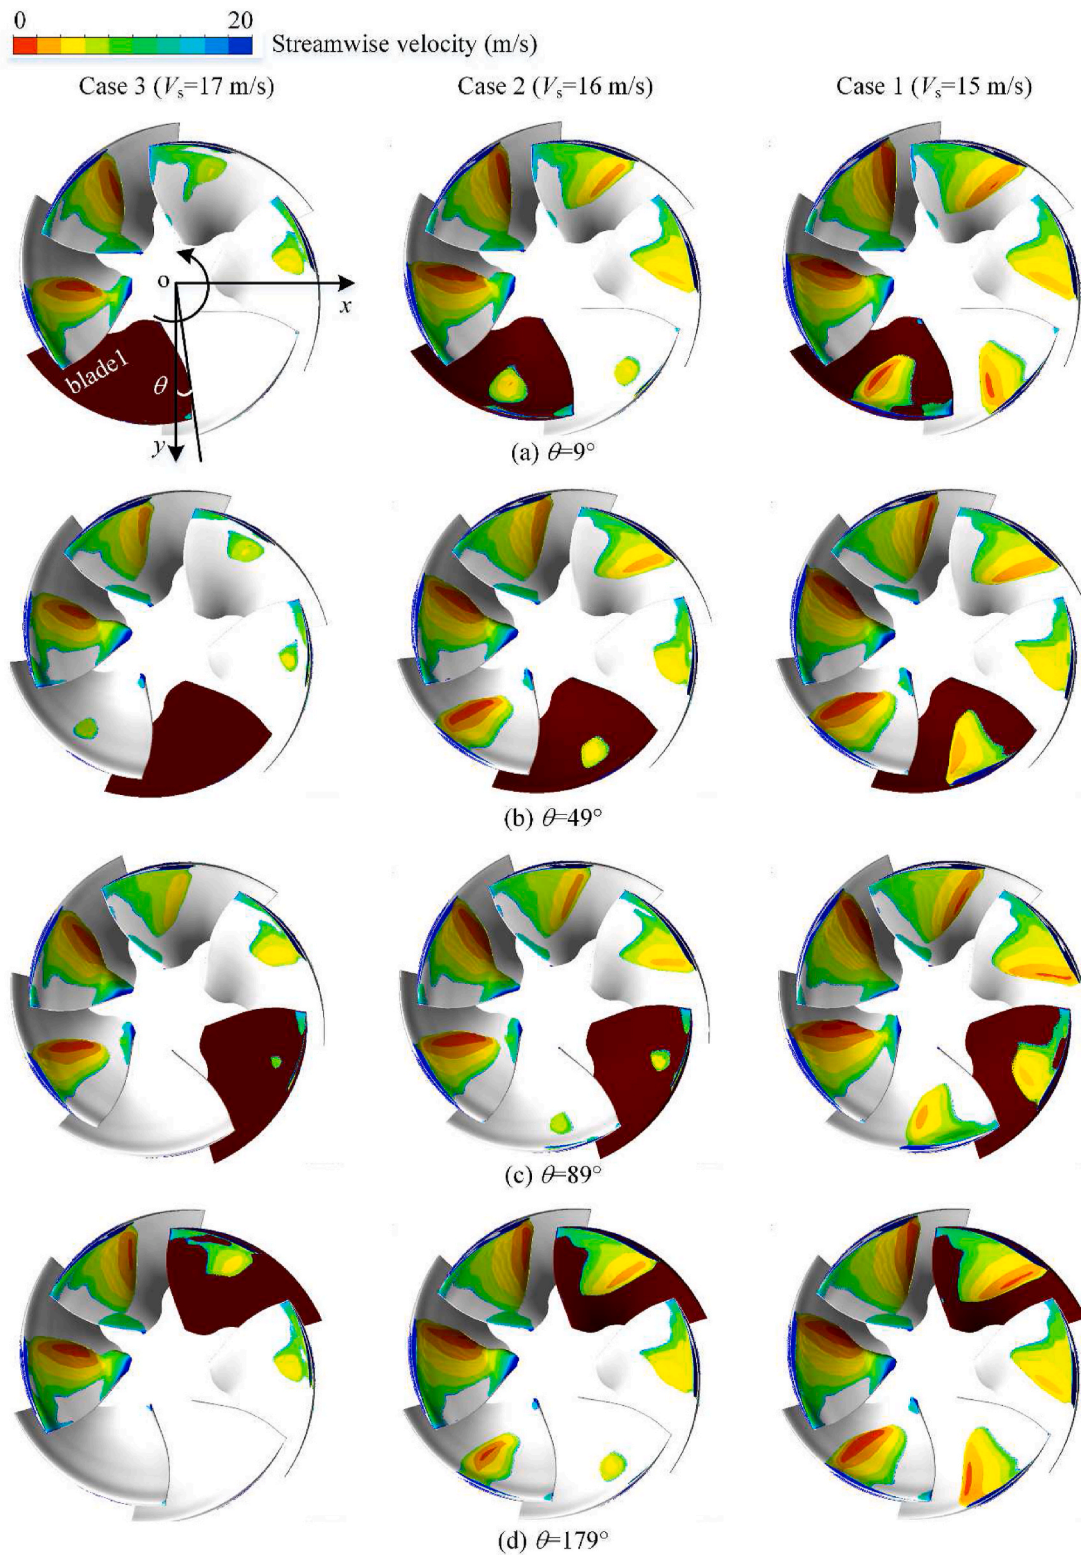 0 20
Streamwise velocity (m/s)
Case 3 (Vs=17 m/s) Case 2 (Vs=16 m/s) Case 1 (Vs=15 m/s)
o
x
blade1
θ
y
(a) θ=9°
(b) θ=49°
(c) θ=89°
(d) θ=179°